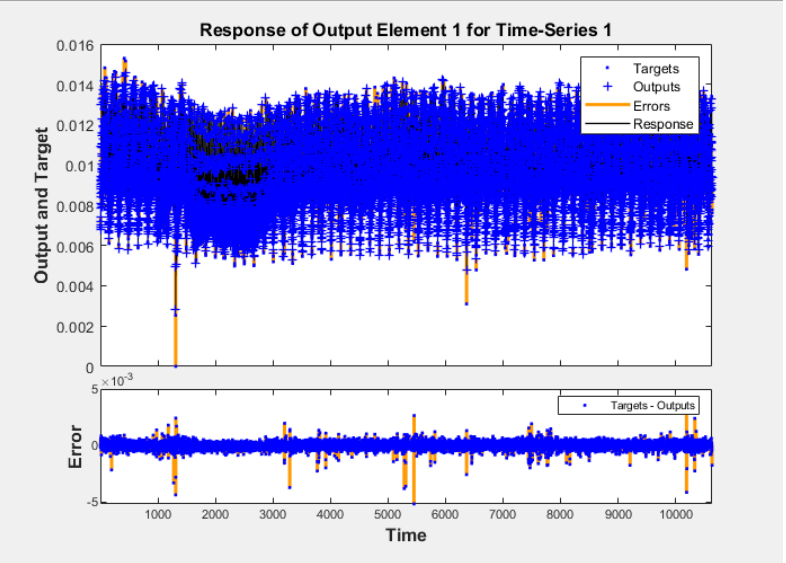 Response of Output Element 1 for Time-Series 1
0.016
0.014
0.012
0.01
0.008
0.006
0.004
0.002
0
Output and Target
Targets
Outputs
Errors
Response
×10-3
5
0
-5
Error
Targets - Outputs
1000 2000 3000 4000 5000 6000 7000 8000 9000 10000
Time